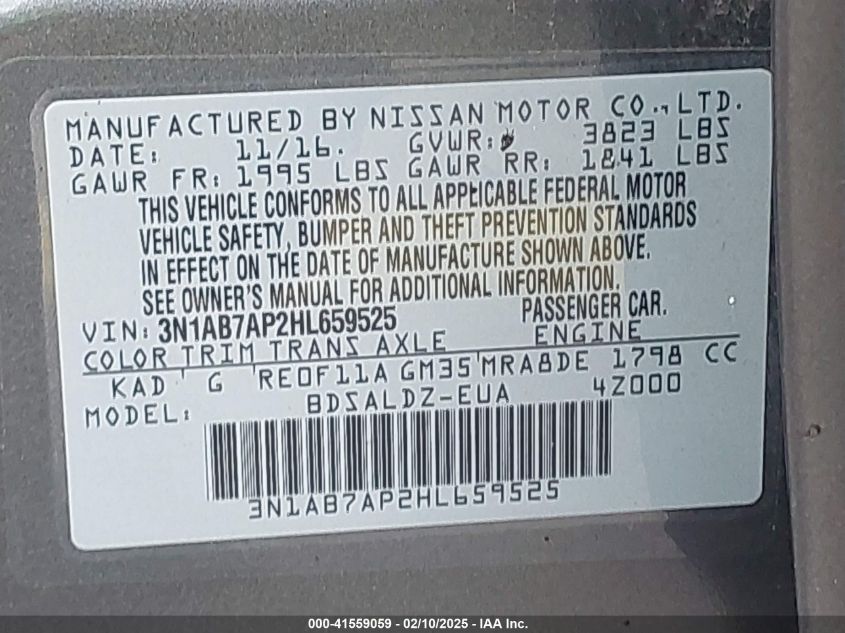 MANUFACTURED BY NISSAN MOTOR CO., LTD.
DATE: 11/16. GVWR: 3823 LBS
GAWR FR: 1995 LBS GAWR RR: 1841 LBS
THIS VEHICLE CONFORMS TO ALL APPLICABLE FEDERAL MOTOR
VEHICLE SAFETY, BUMPER AND THEFT PREVENTION STANDARDS
IN EFFECT ON THE DATE OF MANUFACTURE SHOWN ABOVE.
SEE OWNER'S MANUAL FOR ADDITIONAL INFORMATION.
VIN: 3N1AB7AP2HL659525 PASSENGER CAR.
COLOR TRIM TRANS AXLE ENGINE
KAD G RE0F11A GM35 MRA8DE 1798 CC
MODEL: BDSALDZ-EUA 4Z000
3N1AB7AP2HL659525
000-41559059 - 02/10/2025 - IAA Inc.